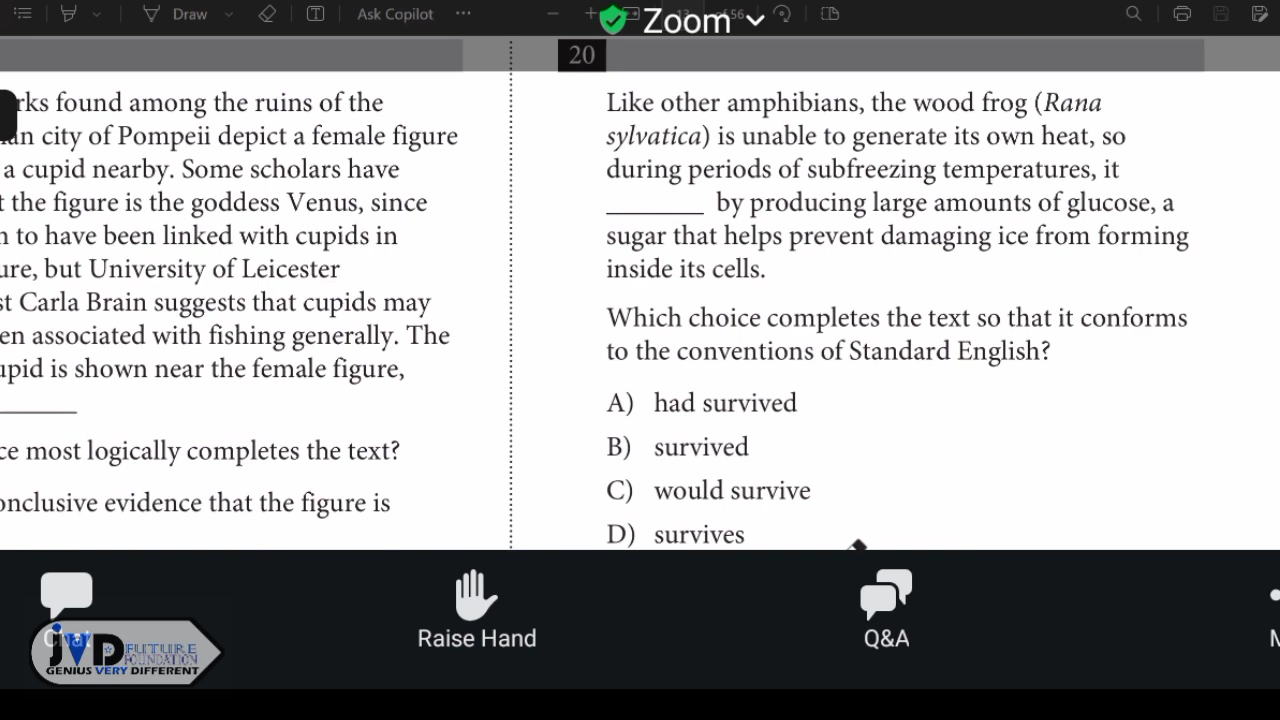 Draw
Ask Copilot
Zoom
20
rks found among the ruins of the
an city of Pompeii depict a female figure
a cupid nearby. Some scholars have
t the figure is the goddess Venus, since
n to have been linked with cupids in
ure, but University of Leicester
st Carla Brain suggests that cupids may
en associated with fishing generally. The
upid is shown near the female figure,
ce most logically completes the text?
onclusive evidence that the figure is
Like other amphibians, the wood frog (Rana
sylvatica) is unable to generate its own heat, so
during periods of subfreezing temperatures, it
_______ by producing large amounts of glucose, a
sugar that helps prevent damaging ice from forming
inside its cells.
Which choice completes the text so that it conforms
to the conventions of Standard English?
A) had survived
B) survived
C) would survive
D) survives
Chat
Raise Hand
Q&A
M
JVD FUTURE
FOUNDATION
GENIUS VERY DIFFERENT